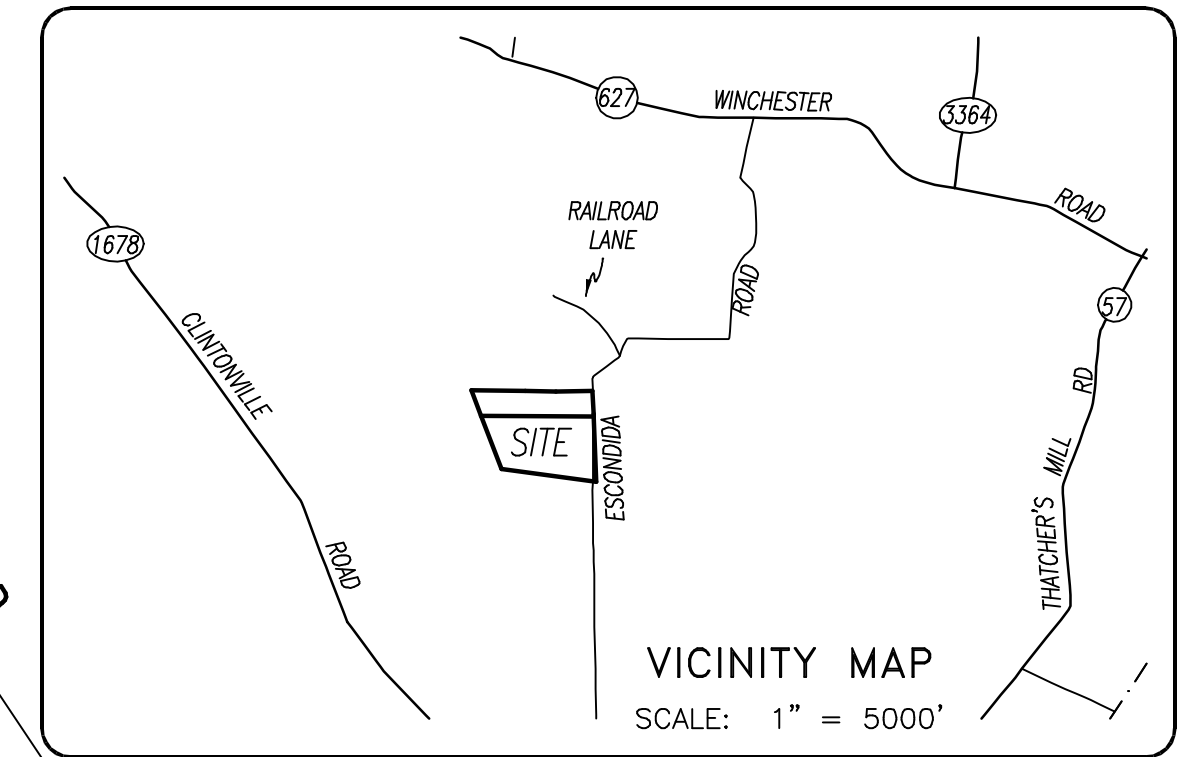 627
WINCHESTER
3364
ROAD
RAILROAD
LANE
1678
ROAD
57
CLINTONVILLE
RD
SITE
ESCONDIDA
MILL
THATCHER'S
ROAD
VICINITY MAP
SCALE: 1" = 5000'